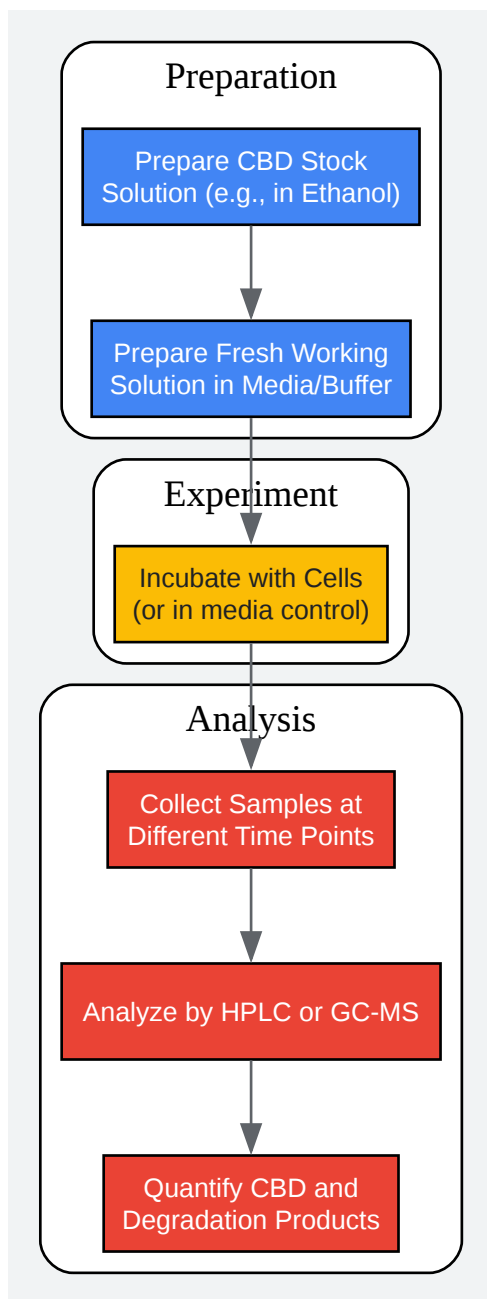 Preparation
Prepare CBD Stock
Solution (e.g., in Ethanol)
Prepare Fresh Working
Solution in Media/Buffer
Experiment
Incubate with Cells
(or in media control)
Analysis
Collect Samples at
Different Time Points
Analyze by HPLC or GC-MS
Quantify CBD and
Degradation Products